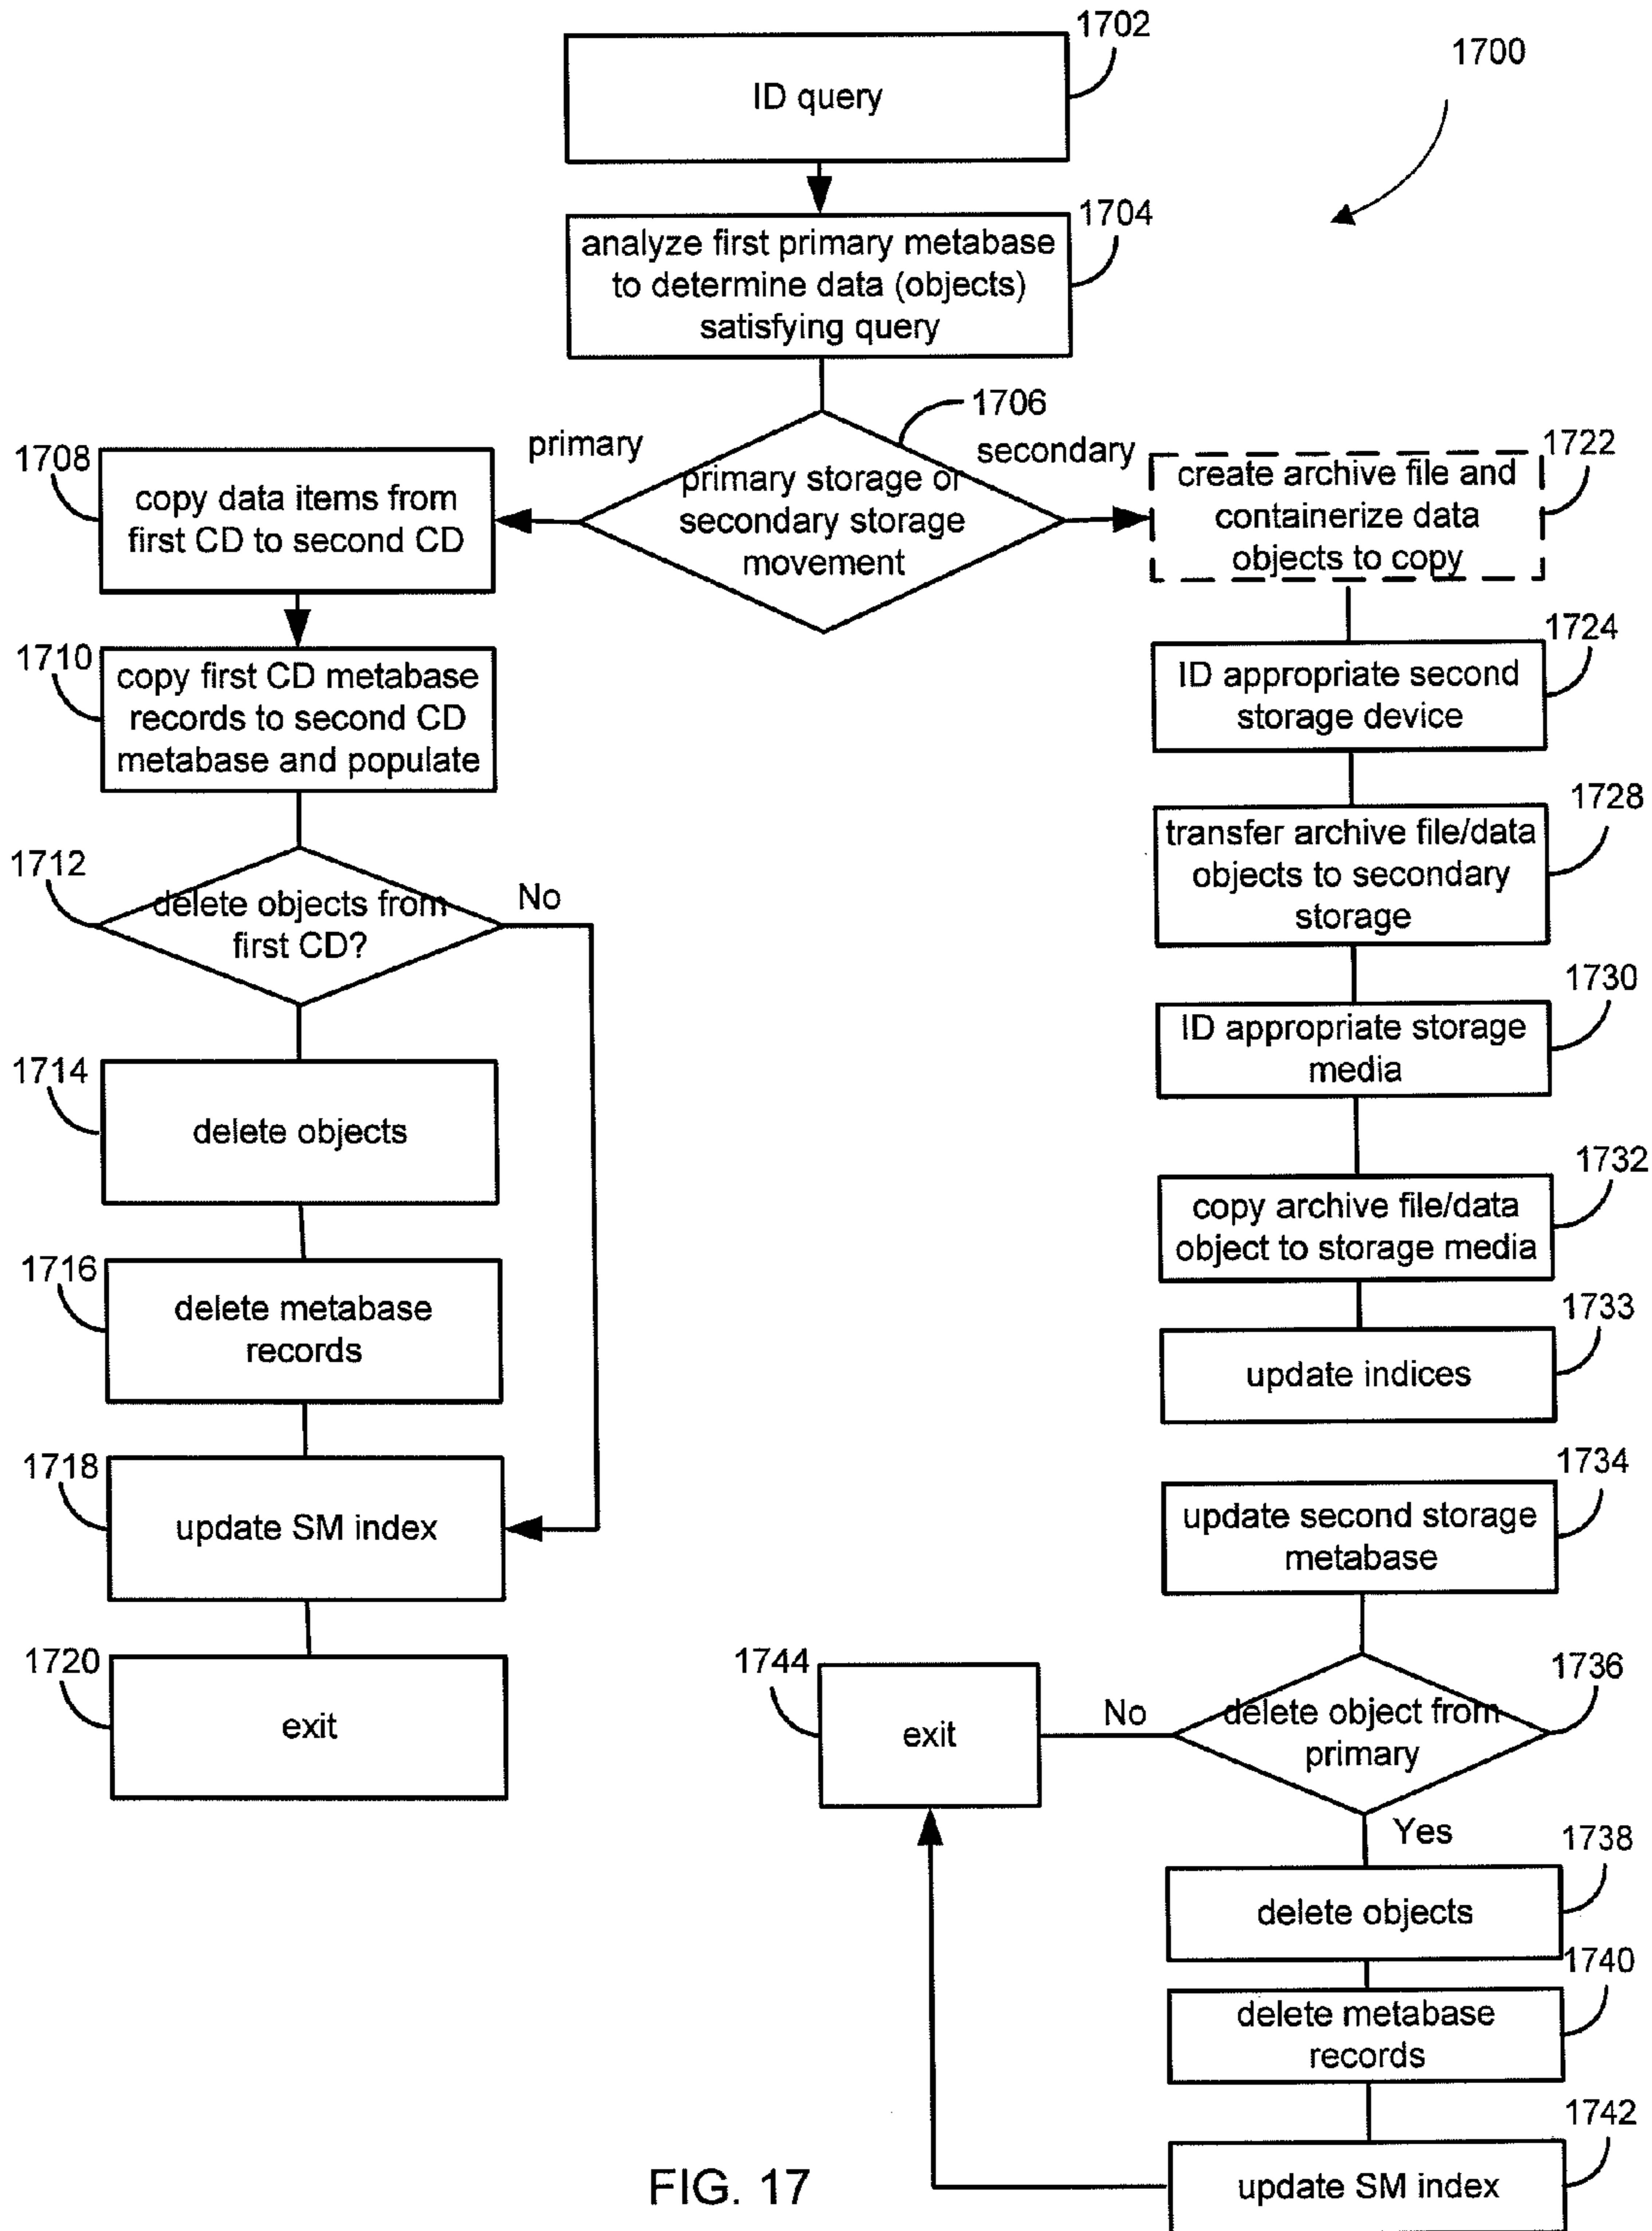 1702
1700
ID query
1704
analyze first primary metabase
to determine data (objects)
satisfying query
1706
primary
secondary
primary storage or
secondary storage
movement
1708
copy data items from
first CD to second CD
1722
create archive file and
containerize data
objects to copy
1710
copy first CD metabase
records to second CD
metabase and populate
1724
ID appropriate second
storage device
1712
delete objects from
first CD?
No
1728
transfer archive file/data
objects to secondary
storage
1730
ID appropriate storage
media
1714
delete objects
1732
copy archive file/data
object to storage media
1716
delete metabase
records
1733
update indices
1718
update SM index
1734
update second storage
metabase
1720
exit
1744
exit
No
1736
delete object from
primary
Yes
1738
delete objects
1740
delete metabase
records
1742
update SM index
FIG. 17